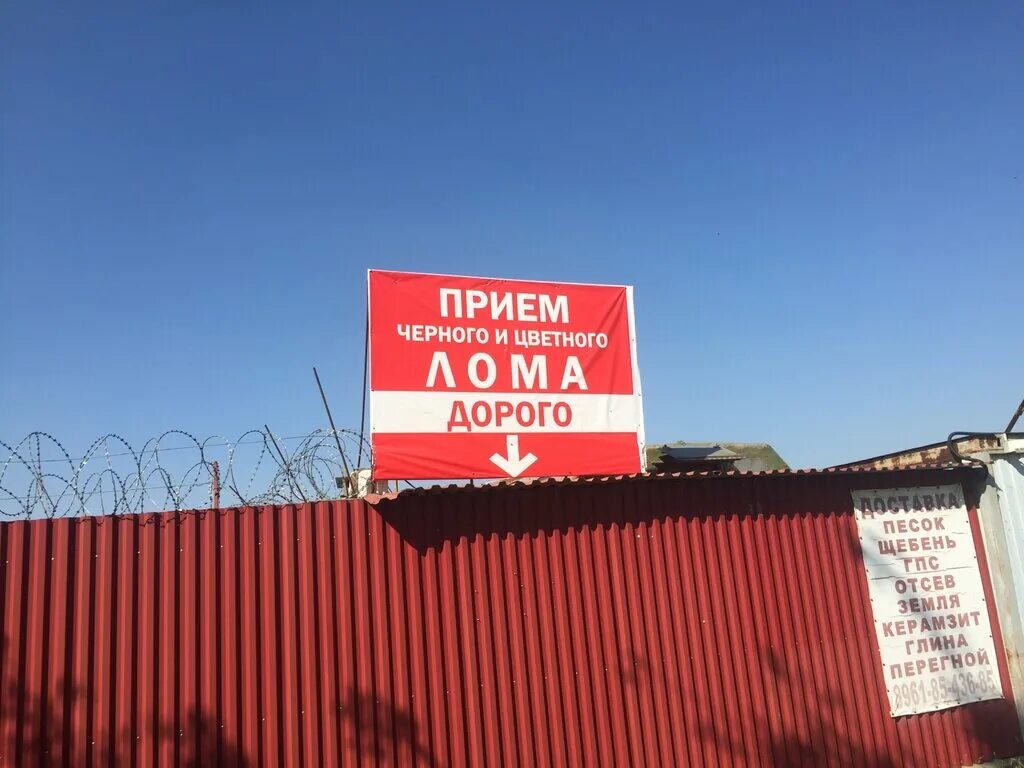 ПРИЕМ
ЧЕРНОГО И ЦВЕТНОГО
ЛОМА
ДОРОГО
ДОСТАВКА
ПЕСОК
ЩЕБЕНЬ
ГПС
ОТСЕВ
ЗЕМЛЯ
КЕРАМЗИТ
ГЛИНА
ПЕРЕГНОЙ
8961-85-436-85